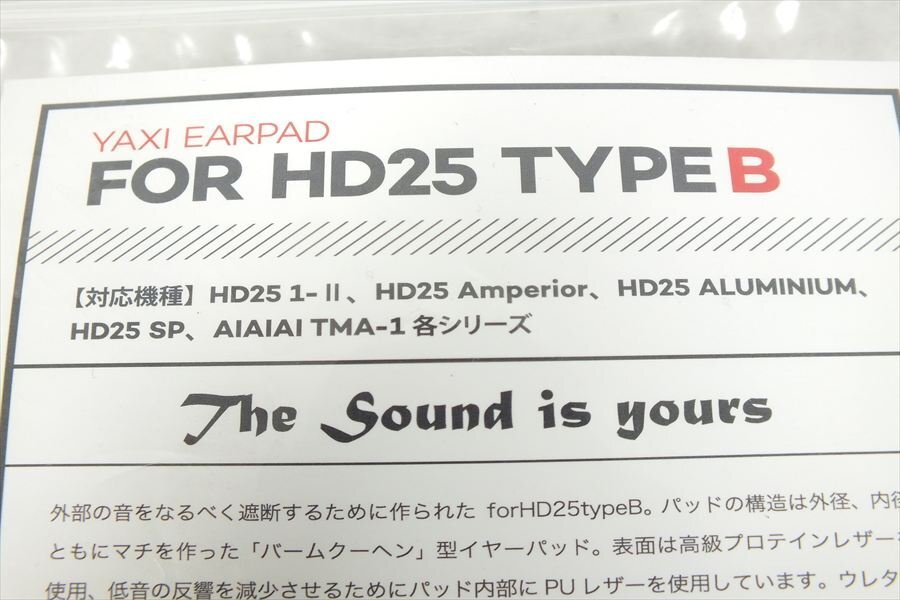 YAXI EARPAD
FOR HD25 TYPE B
【対応機種】HD25 1-Ⅱ、HD25 Amperior、HD25 ALUMINIUM、
HD25 SP、AIAIAI TMA-1 各シリーズ
The Sound is yours
外部の音をなるべく遮断するために作られた forHD25typeB。パッドの構造は外径、内径
ともにマチを作った「バームクーヘン」型イヤーパッド。表面は高級プロテインレザーを
使用、低音の反響を減少させるためにパッド内部にPUレザーを使用しています。ウレタ